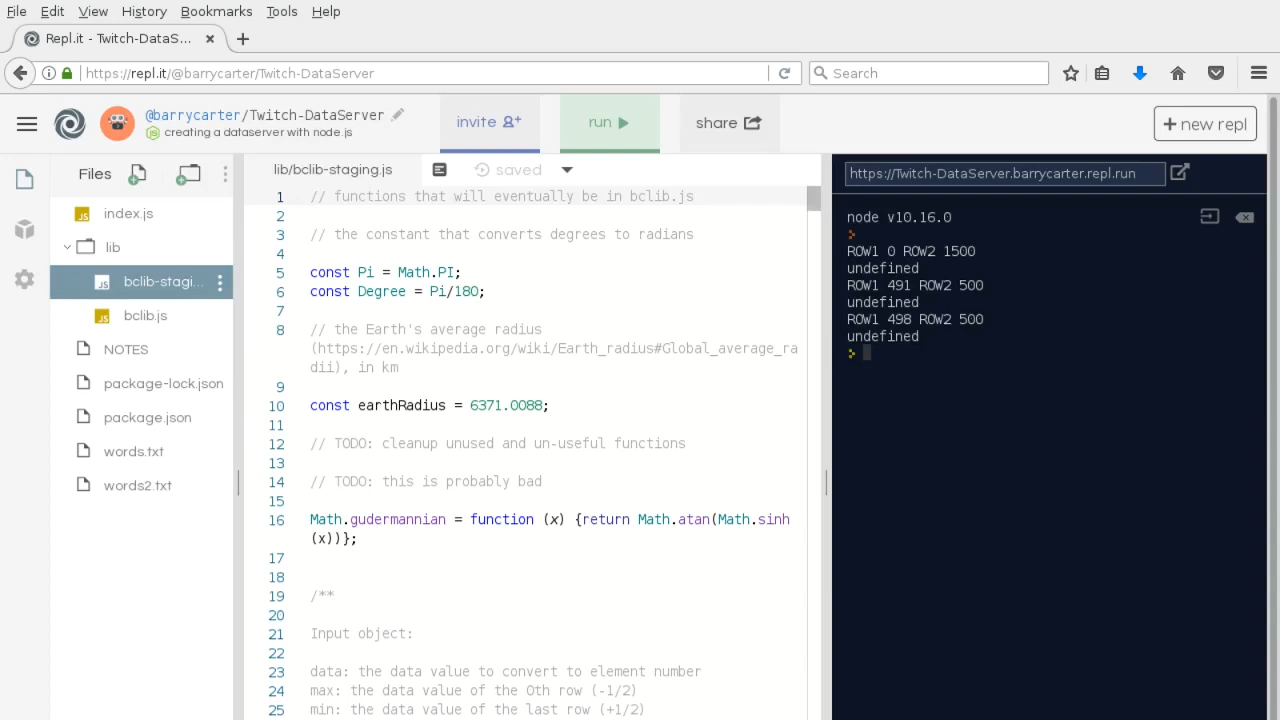 File Edit View History Bookmarks Tools Help
Repl.it - Twitch-DataS... × +
https://repl.it/@barrycarter/Twitch-DataServer
Search
@barrycarter/Twitch-DataServer
creating a dataserver with node.js
invite
run
share
+ new repl
Files
index.js
lib
bclib-stagi...
bclib.js
NOTES
package-lock.json
package.json
words.txt
words2.txt
lib/bclib-staging.js
saved
1 // functions that will eventually be in bclib.js
2
3 // the constant that converts degrees to radians
4
5 const Pi = Math.PI;
6 const Degree = Pi/180;
7
8 // the Earth's average radius
(https://en.wikipedia.org/wiki/Earth_radius#Global_average_ra
dii), in km
9
10 const earthRadius = 6371.0088;
11
12 // TODO: cleanup unused and un-useful functions
13
14 // TODO: this is probably bad
15
16 Math.gudermannian = function (x) {return Math.atan(Math.sinh
(x))};
17
18
19 /**
20
21 Input object:
22
23 data: the data value to convert to element number
24 max: the data value of the 0th row (-1/2)
25 min: the data value of the last row (+1/2)
https://Twitch-DataServer.barrycarter.repl.run
node v10.16.0
>
ROW1 0 ROW2 1500
undefined
ROW1 491 ROW2 500
undefined
ROW1 498 ROW2 500
undefined
>